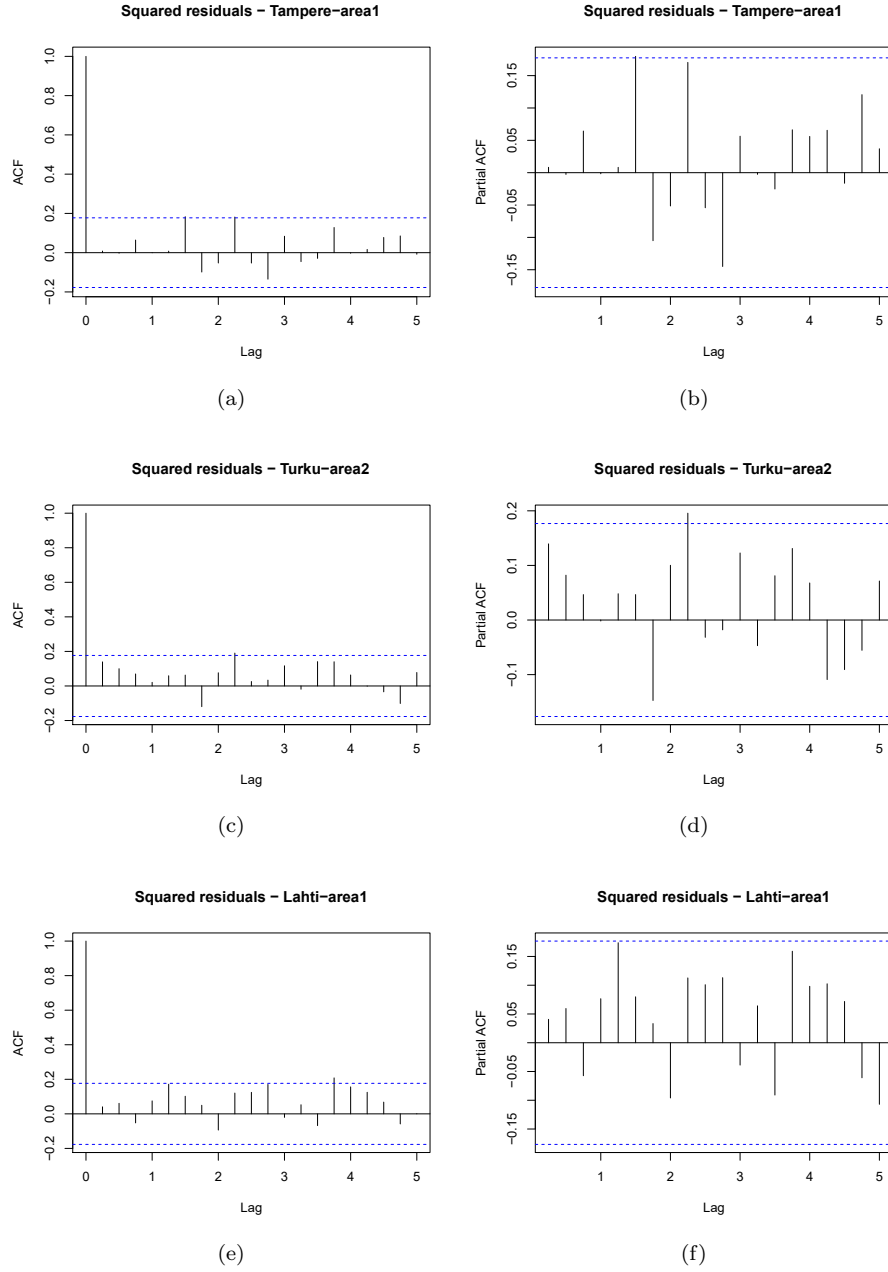 Squared residuals − Tampere−area1
ACF
1.0
0.8
0.6
0.4
0.2
0.0
−0.2
0 1 2 3 4 5
Lag
(a)
Squared residuals − Tampere−area1
Partial ACF
0.15
0.05
−0.05
−0.15
1 2 3 4 5
Lag
(b)
Squared residuals − Turku−area2
ACF
1.0
0.8
0.6
0.4
0.2
0.0
−0.2
0 1 2 3 4 5
Lag
(c)
Squared residuals − Turku−area2
Partial ACF
0.2
0.1
0.0
−0.1
1 2 3 4 5
Lag
(d)
Squared residuals − Lahti−area1
ACF
1.0
0.8
0.6
0.4
0.2
0.0
−0.2
0 1 2 3 4 5
Lag
(e)
Squared residuals − Lahti−area1
Partial ACF
0.15
0.05
−0.05
−0.15
1 2 3 4 5
Lag
(f)